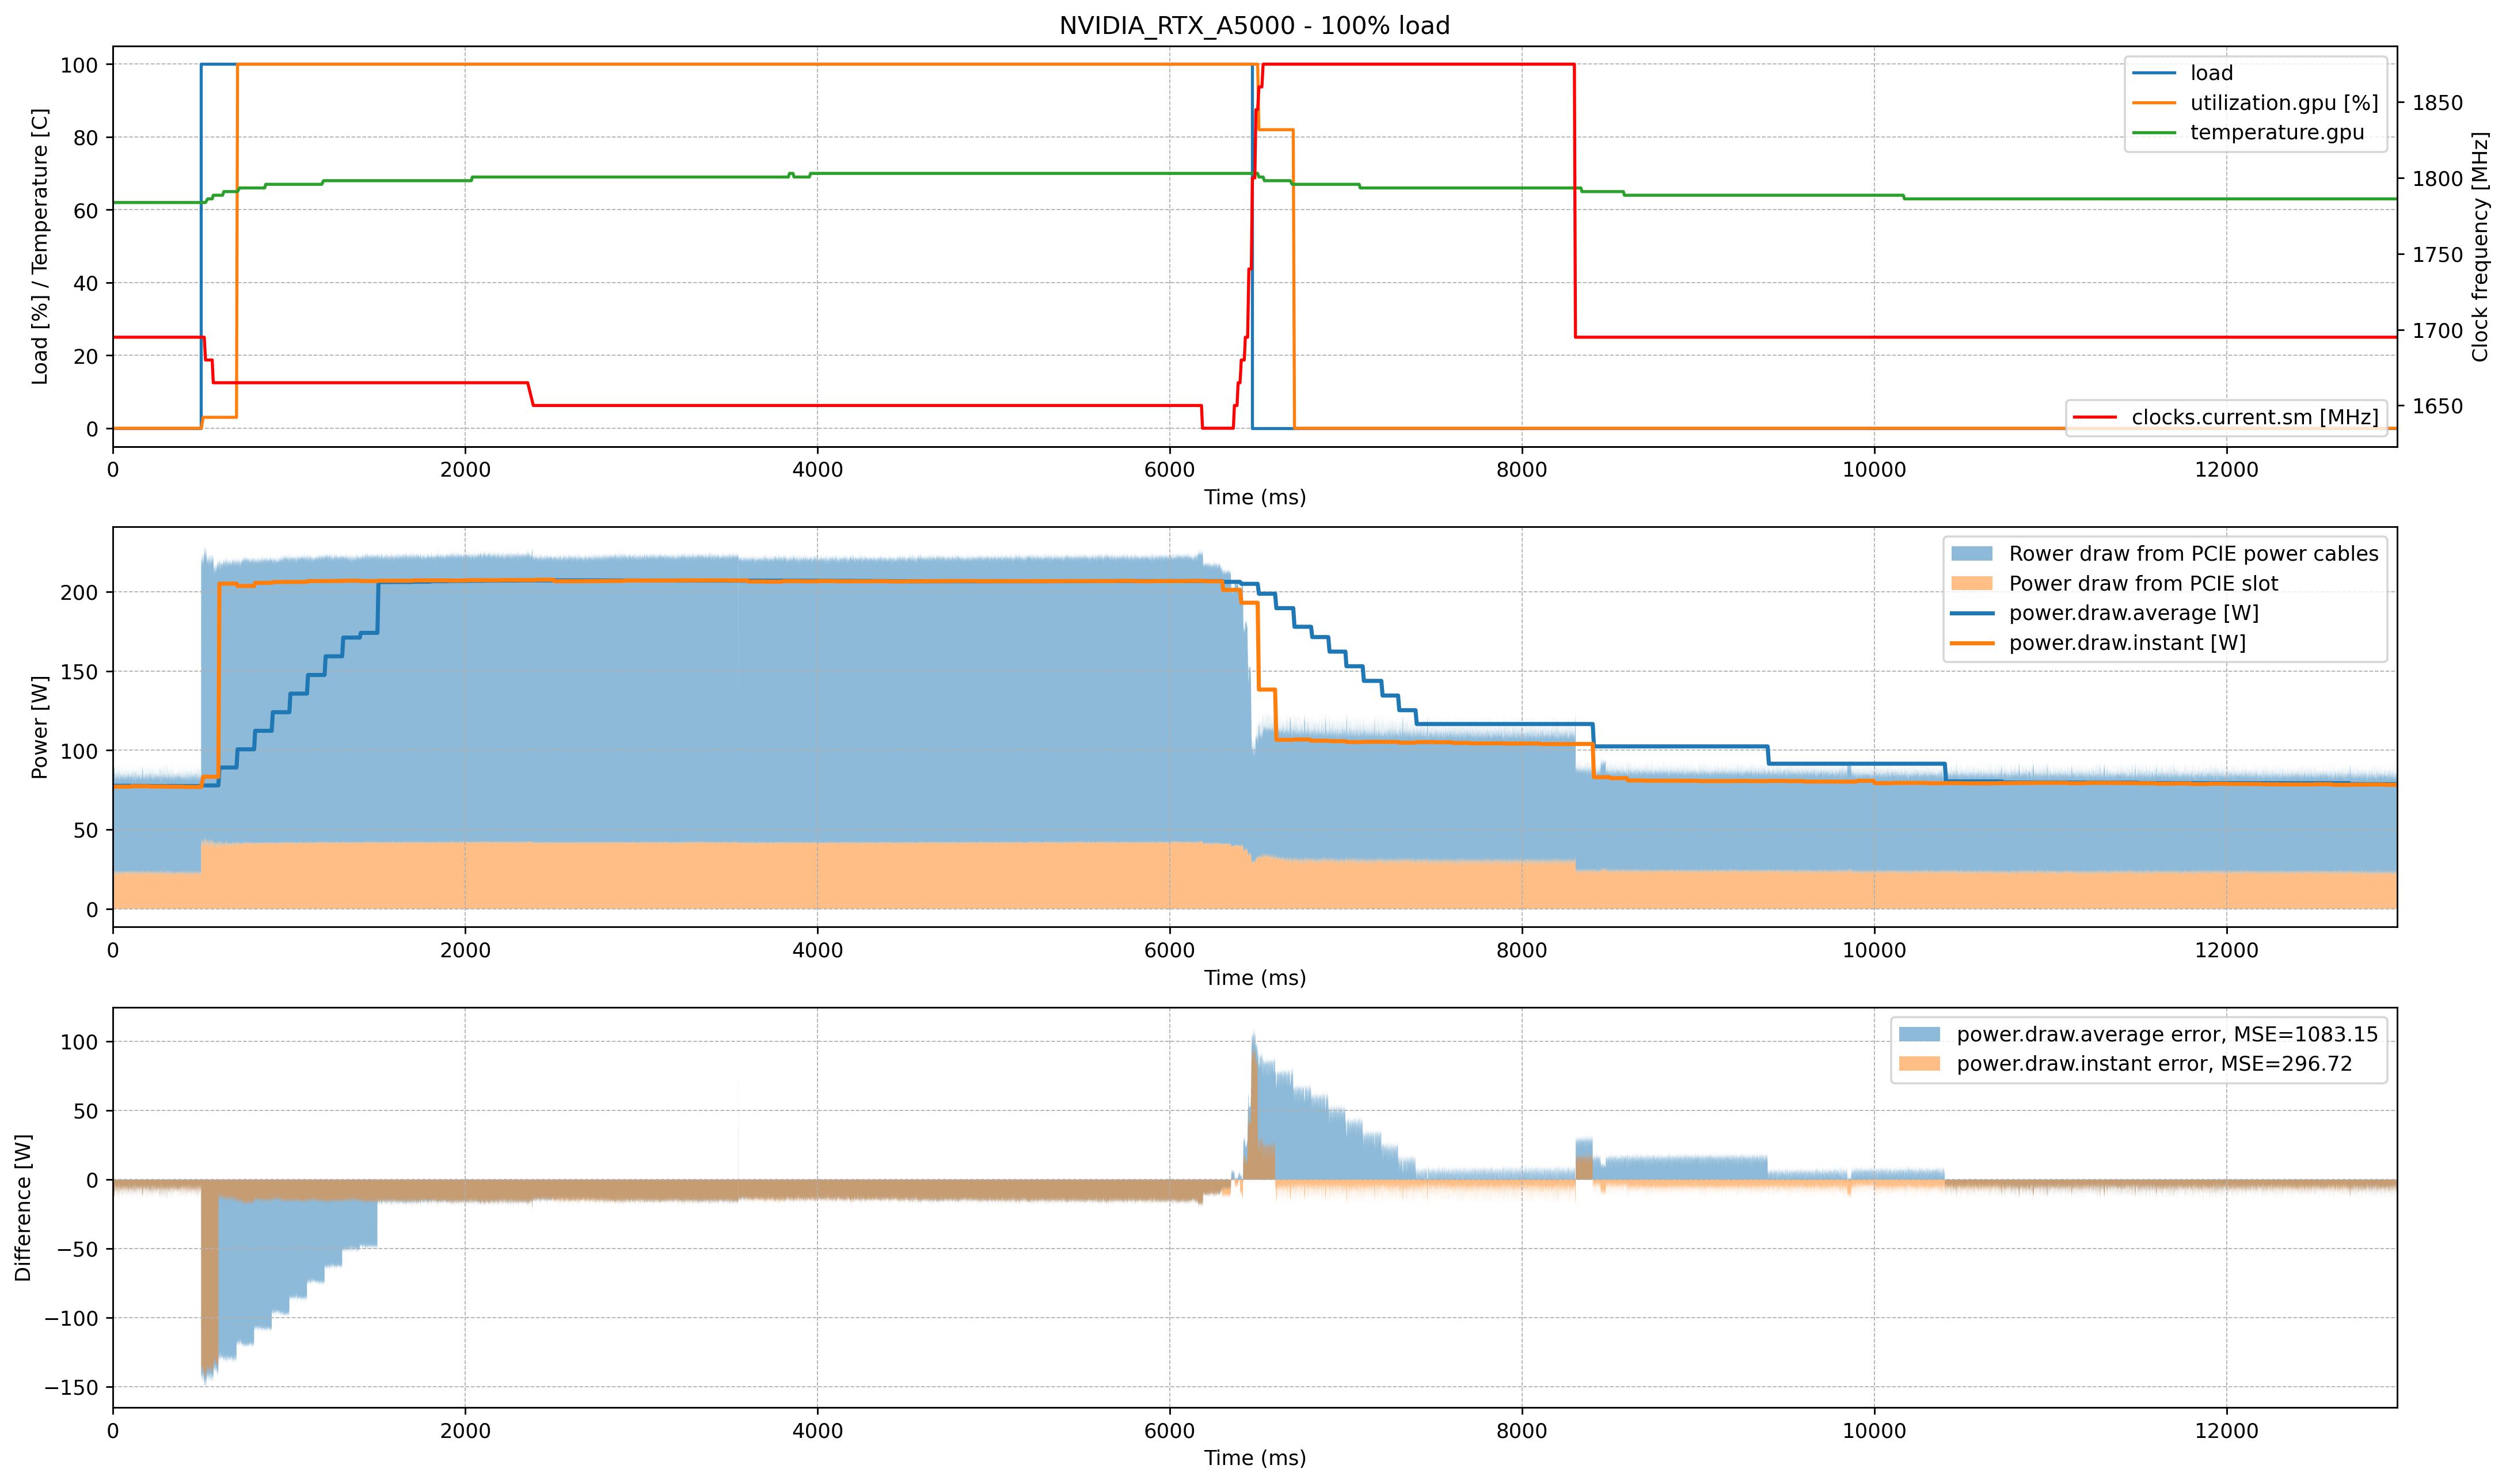 NVIDIA_RTX_A5000 - 100% load
Load [%] / Temperature [C]
100
80
60
40
20
0
load
utilization.gpu [%]
temperature.gpu
clocks.current.sm [MHz]
1850
1800
1750
1700
1650
Clock frequency [MHz]
0 2000 4000 6000 8000 10000 12000
Time (ms)
Power [W]
200
150
100
50
0
Rower draw from PCIE power cables
Power draw from PCIE slot
power.draw.average [W]
power.draw.instant [W]
0 2000 4000 6000 8000 10000 12000
Time (ms)
Difference [W]
100
50
0
−50
−100
−150
power.draw.average error, MSE=1083.15
power.draw.instant error, MSE=296.72
0 2000 4000 6000 8000 10000 12000
Time (ms)